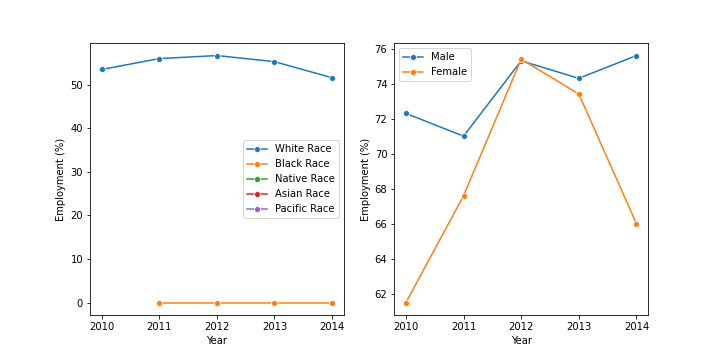 Employment (%)
50
40
30
20
10
0
2010 2011 2012 2013 2014
Year
White Race
Black Race
Native Race
Asian Race
Pacific Race
Employment (%)
76
74
72
70
68
66
64
62
2010 2011 2012 2013 2014
Year
Male
Female